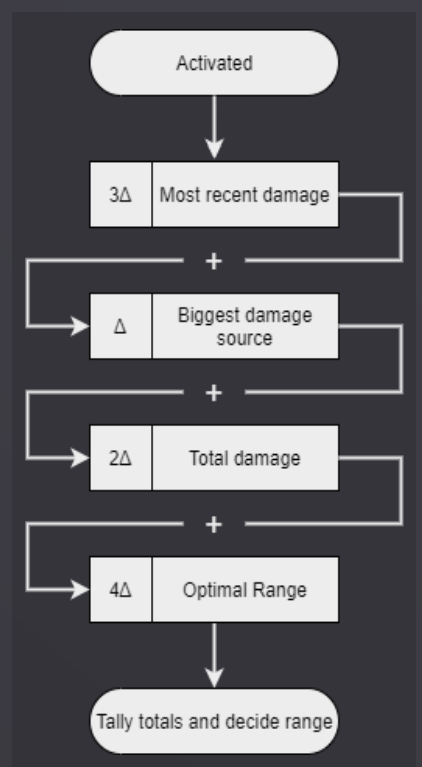 Activated
3Δ Most recent damage
+
Δ Biggest damage
source
+
2Δ Total damage
+
4Δ Optimal Range
Tally totals and decide range